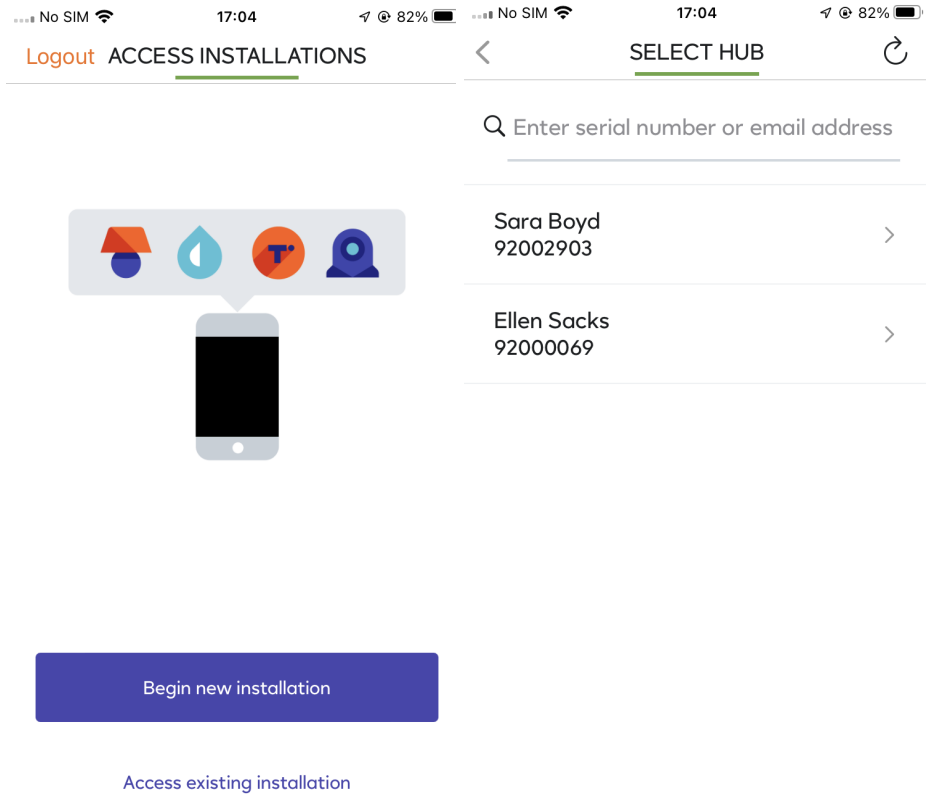 No SIM 17:04 82%
Logout ACCESS INSTALLATIONS
T
Begin new installation
Access existing installation
No SIM 17:04 82%
SELECT HUB
Enter serial number or email address
Sara Boyd
92002903
Ellen Sacks
92000069